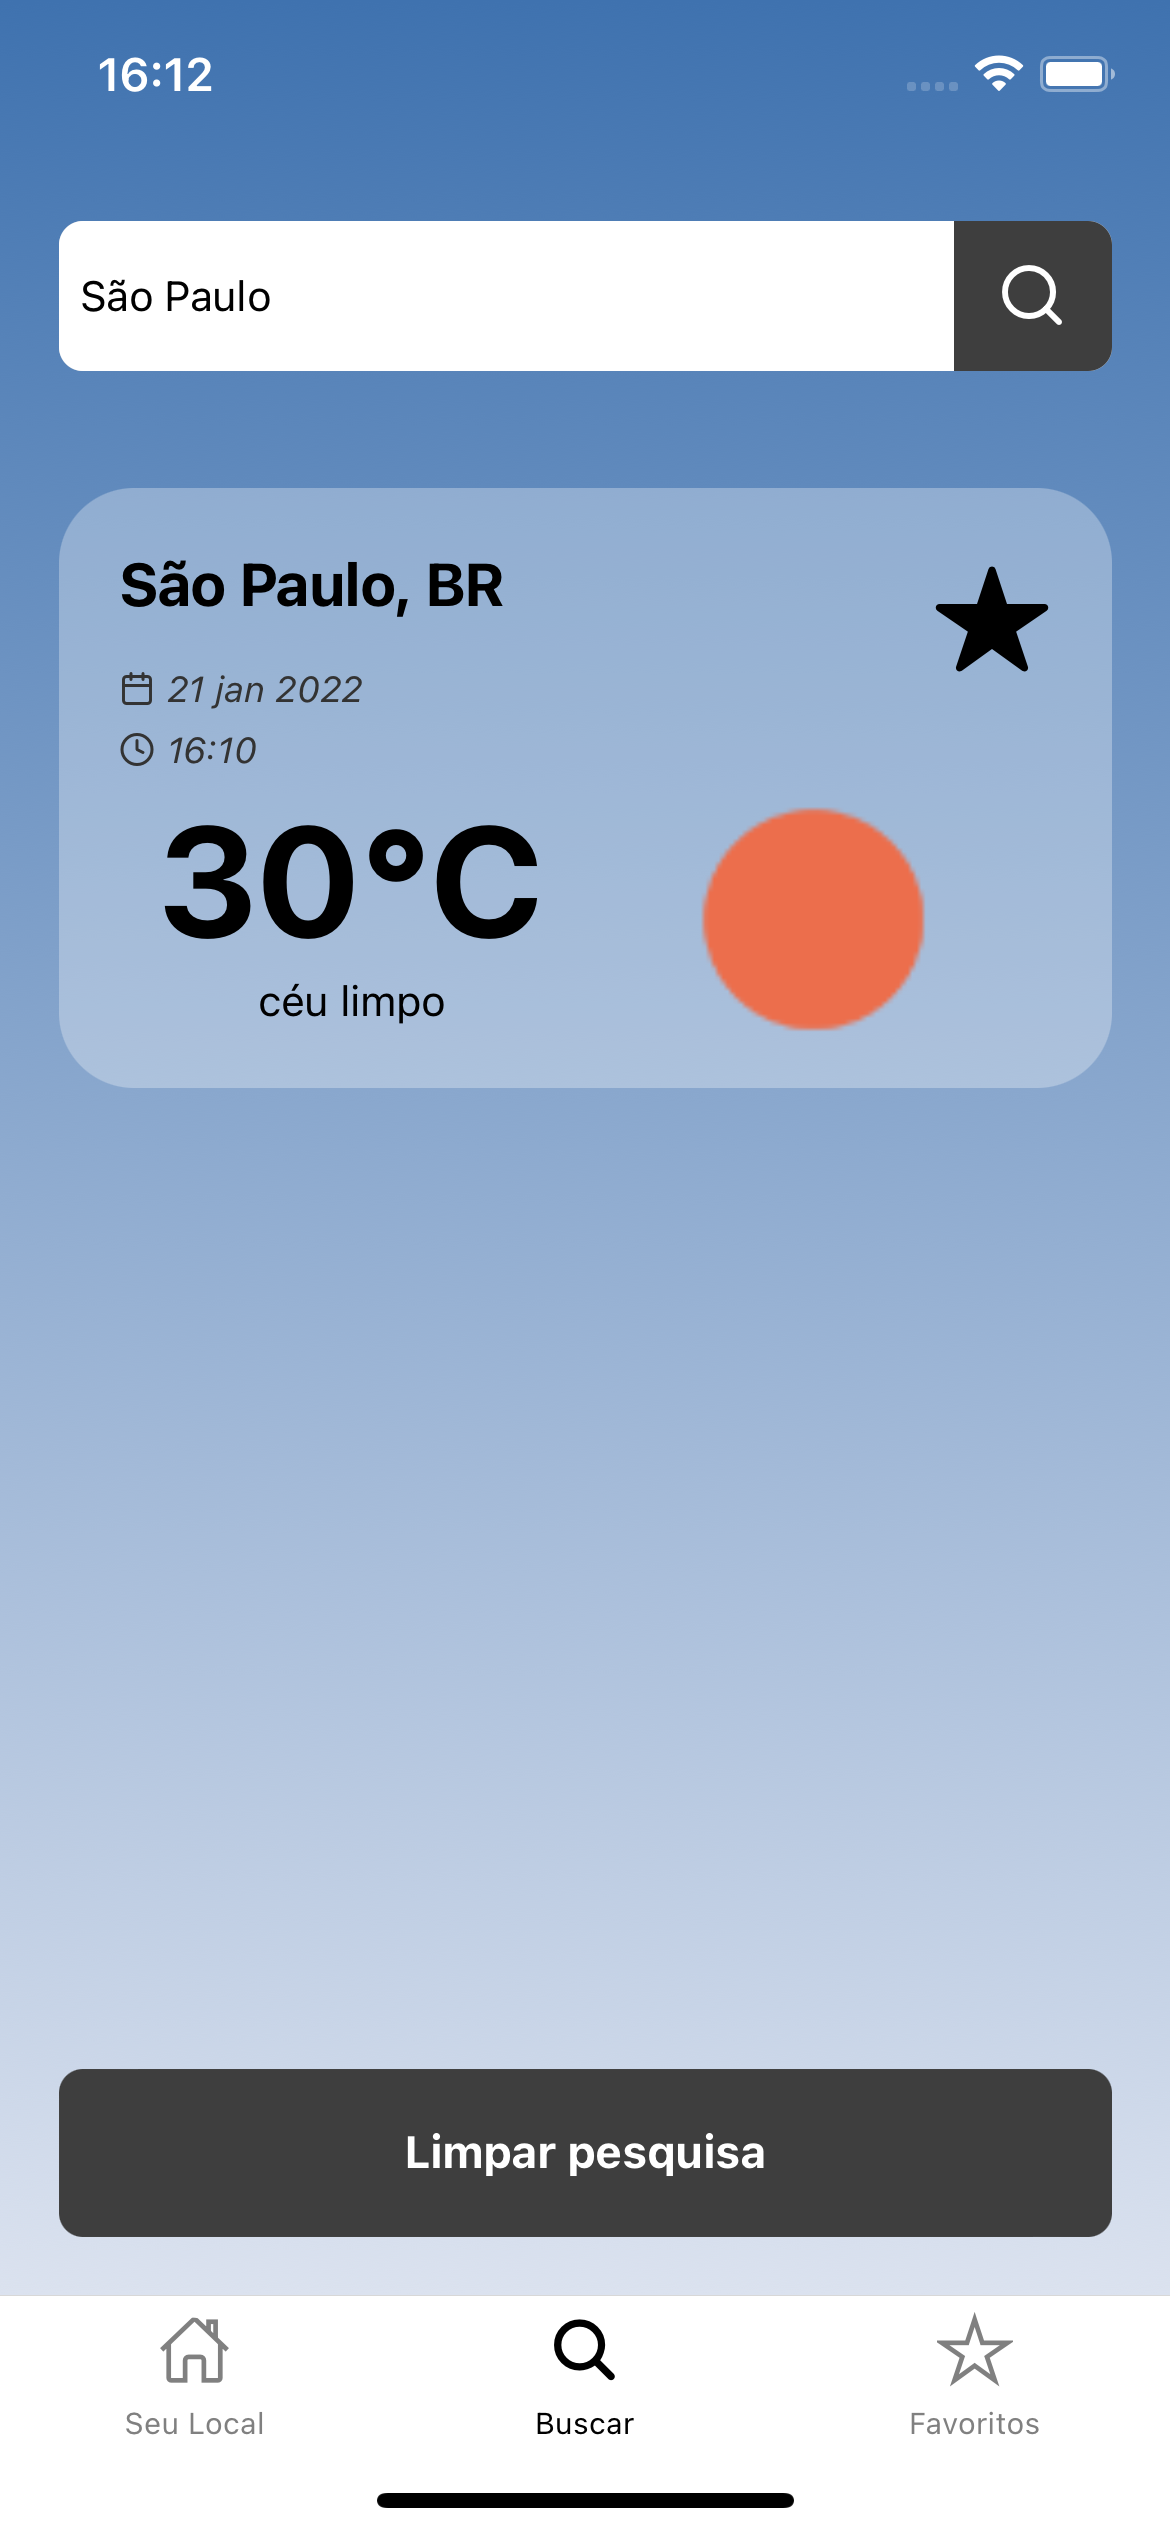 16:12
São Paulo
São Paulo, BR
21 jan 2022
16:10
30°C
céu limpo
Limpar pesquisa
Seu Local
Buscar
Favoritos